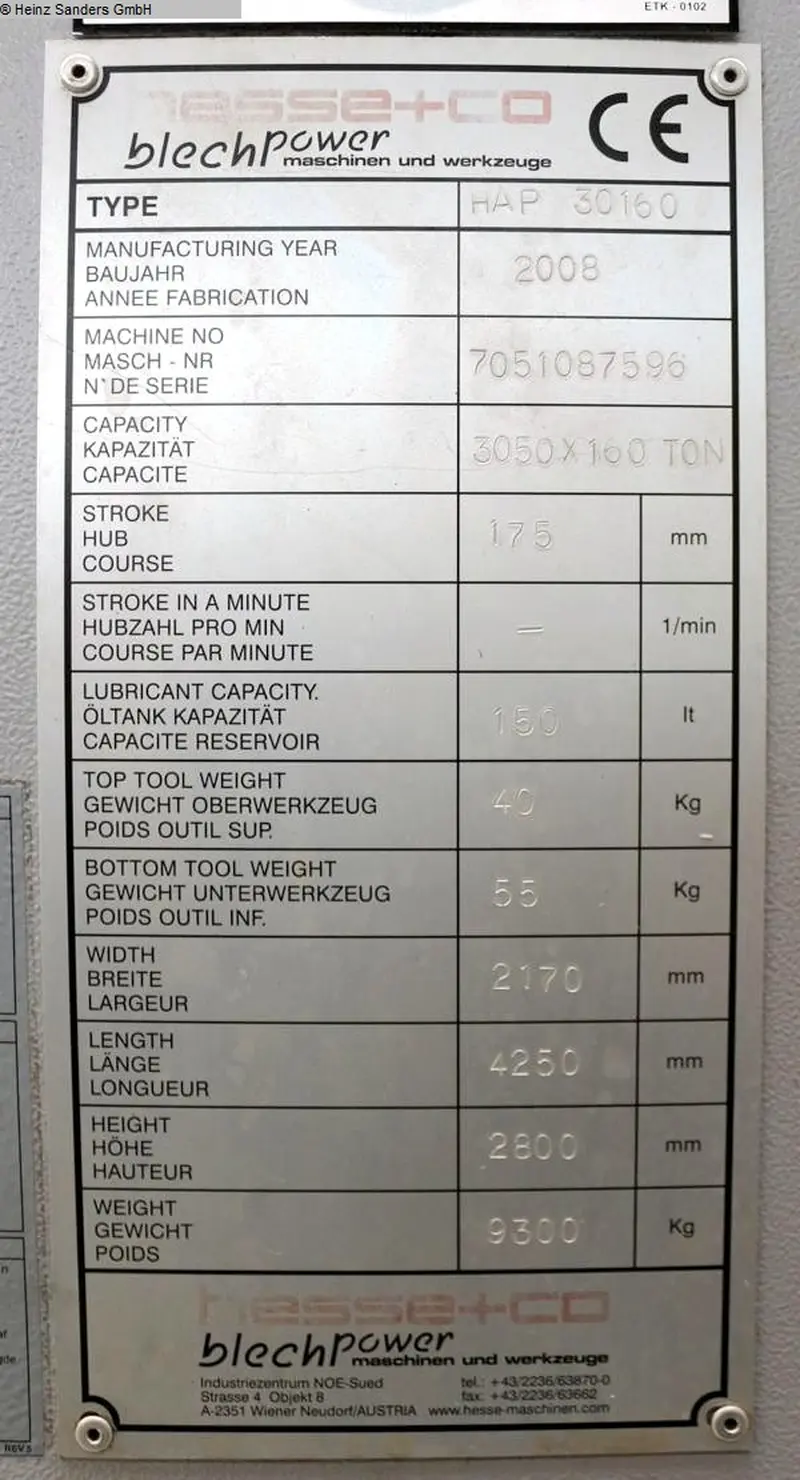 ® Heinz Sanders GmbH
ETK - 0102
hesse+co
blechpower
maschinen und werkzeuge
CE
TYPE HAP 30160
MANUFACTURING YEAR
BAUJAHR 2008
ANNEE FABRICATION
MACHINE NO
MASCH - NR 7051087596
N° DE SERIE
CAPACITY
KAPAZITÄT 3050X160 TON
CAPACITE
STROKE
HUB 175 mm
COURSE
STROKE IN A MINUTE
HUBZAHL PRO MIN — 1/min
COURSE PAR MINUTE
LUBRICANT CAPACITY.
ÖLTANK KAPAZITÄT 150 lt
CAPACITE RESERVOIR
TOP TOOL WEIGHT
GEWICHT OBERWERKZEUG 40 Kg
POIDS OUTIL SUP.
BOTTOM TOOL WEIGHT
GEWICHT UNTERWERKZEUG 55 Kg
POIDS OUTIL INF.
WIDTH
BREITE 2170 mm
LARGEUR
LENGTH
LÄNGE 4250 mm
LONGUEUR
HEIGHT
HÖHE 2800 mm
HAUTEUR
WEIGHT
GEWICHT 9300 Kg
POIDS
hesse+co
blechpower
maschinen und werkzeuge
Industriezentrum NOE-Sued tel.: +43/2236/63870-0
Strasse 4 Objekt 8 fax: +43/2236/63662
A-2351 Wiener Neudorf/AUSTRIA www.hesse-maschinen.com